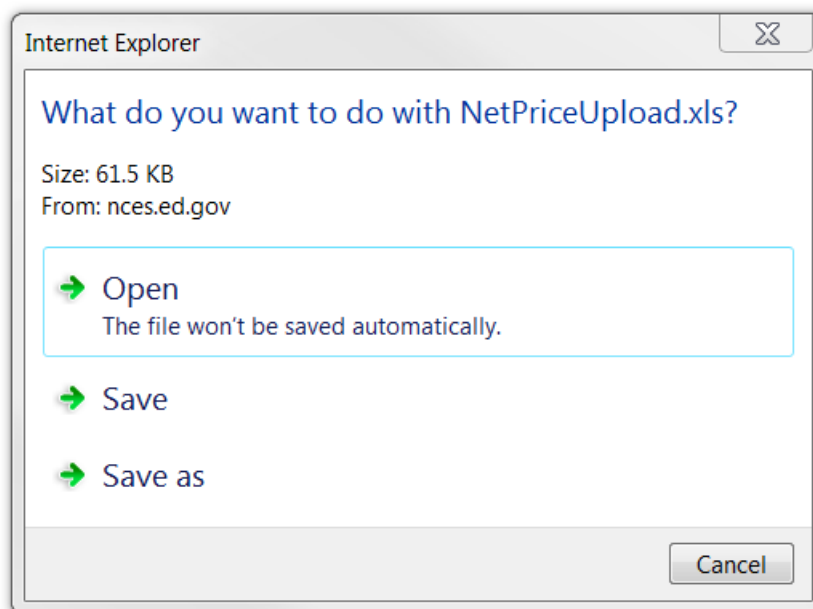 Internet Explorer
What do you want to do with NetPriceUpload.xls?
Size: 61.5 KB
From: nces.ed.gov
Open
The file won't be saved automatically.
Save
Save as
Cancel